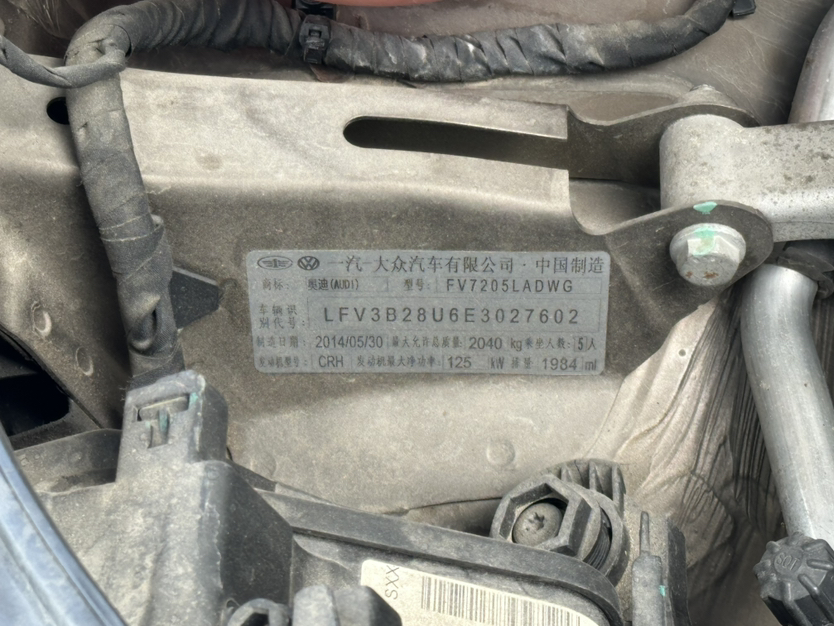 一汽-大众汽车有限公司·中国制造
商标: 奥迪(AUDI) 型号: FV7205LADWG
车辆识别代号: LFV3B28U6E3027602
制造日期: 2014/05/30 最大允许总质量: 2040 kg 乘坐人数: 5人
发动机型号: CRH 发动机最大净功率: 125 kW 排量 1984 ml
SXX